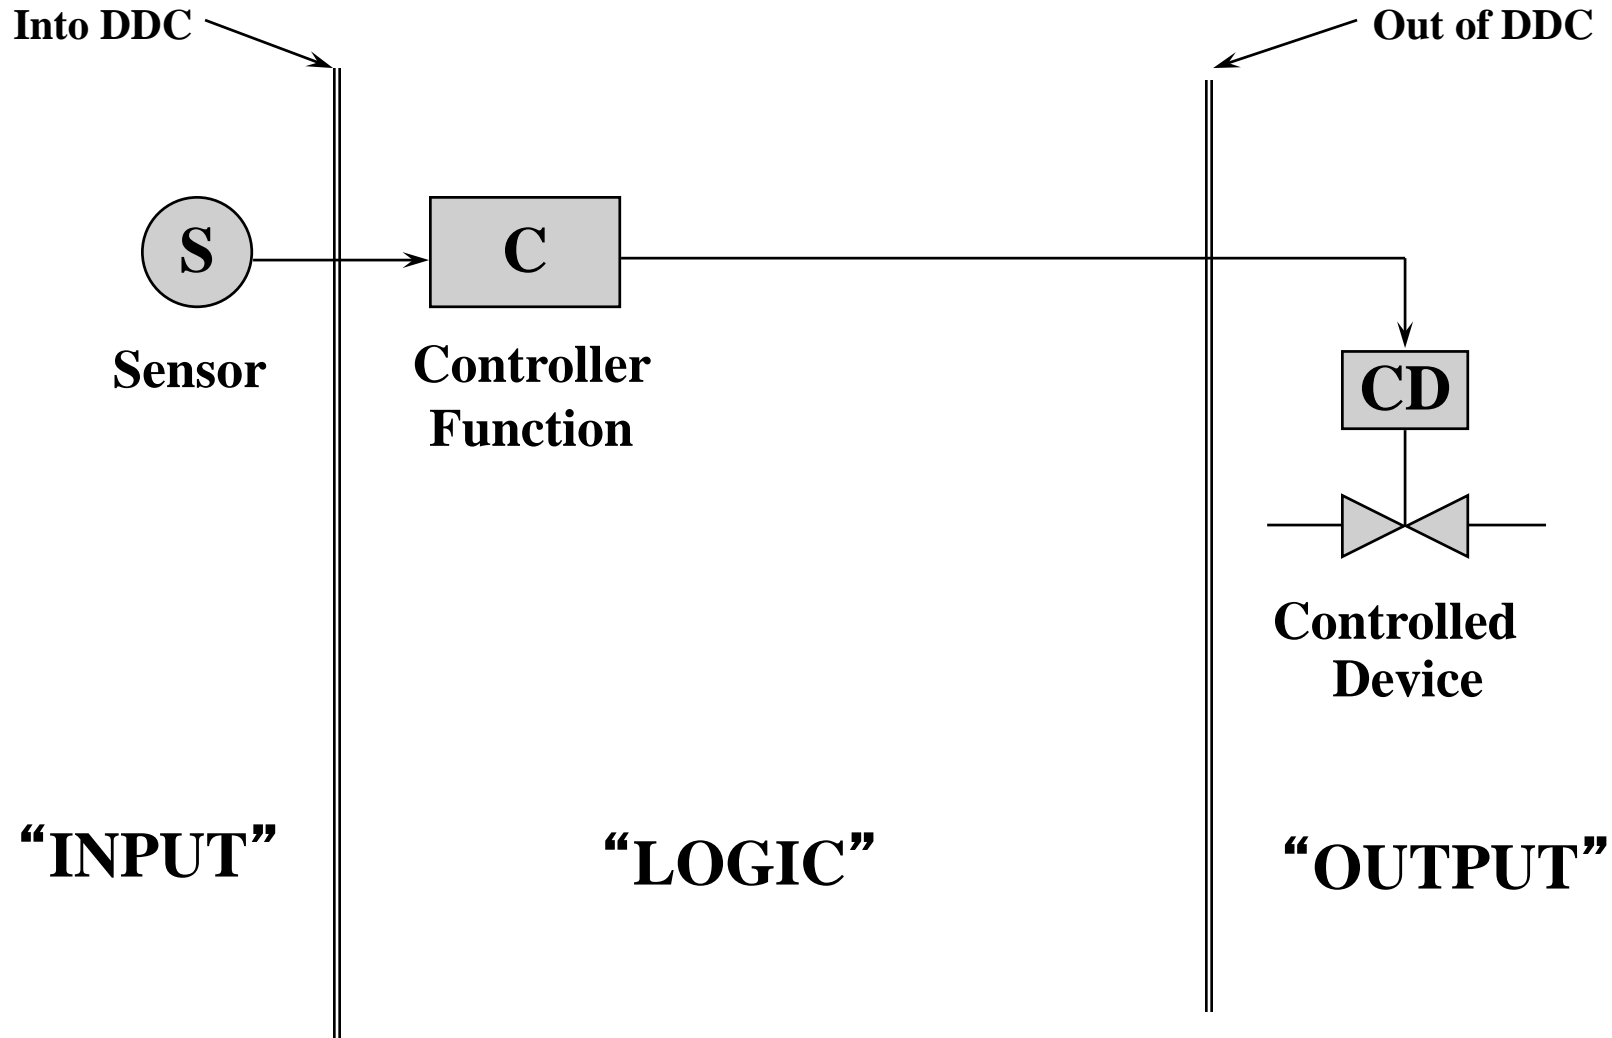 Into DDC
Out of DDC
S
C
Sensor
Controller
Function
CD
Controlled
Device
“INPUT”
“LOGIC”
“OUTPUT”